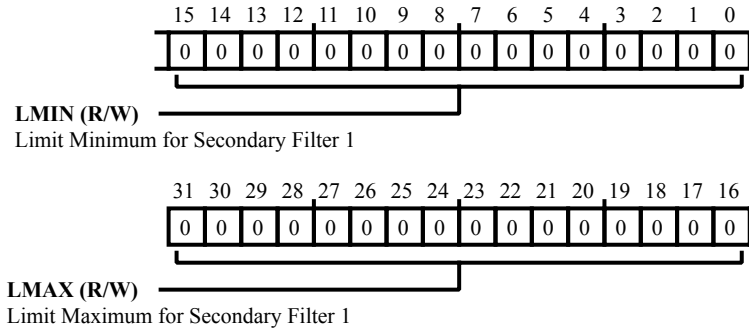 15 14 13 12 11 10 9 8 7 6 5 4 3 2 1 0
0 0 0 0 0 0 0 0 0 0 0 0 0 0 0 0
LMIN (R/W)
Limit Minimum for Secondary Filter 1
31 30 29 28 27 26 25 24 23 22 21 20 19 18 17 16
0 0 0 0 0 0 0 0 0 0 0 0 0 0 0 0
LMAX (R/W)
Limit Maximum for Secondary Filter 1